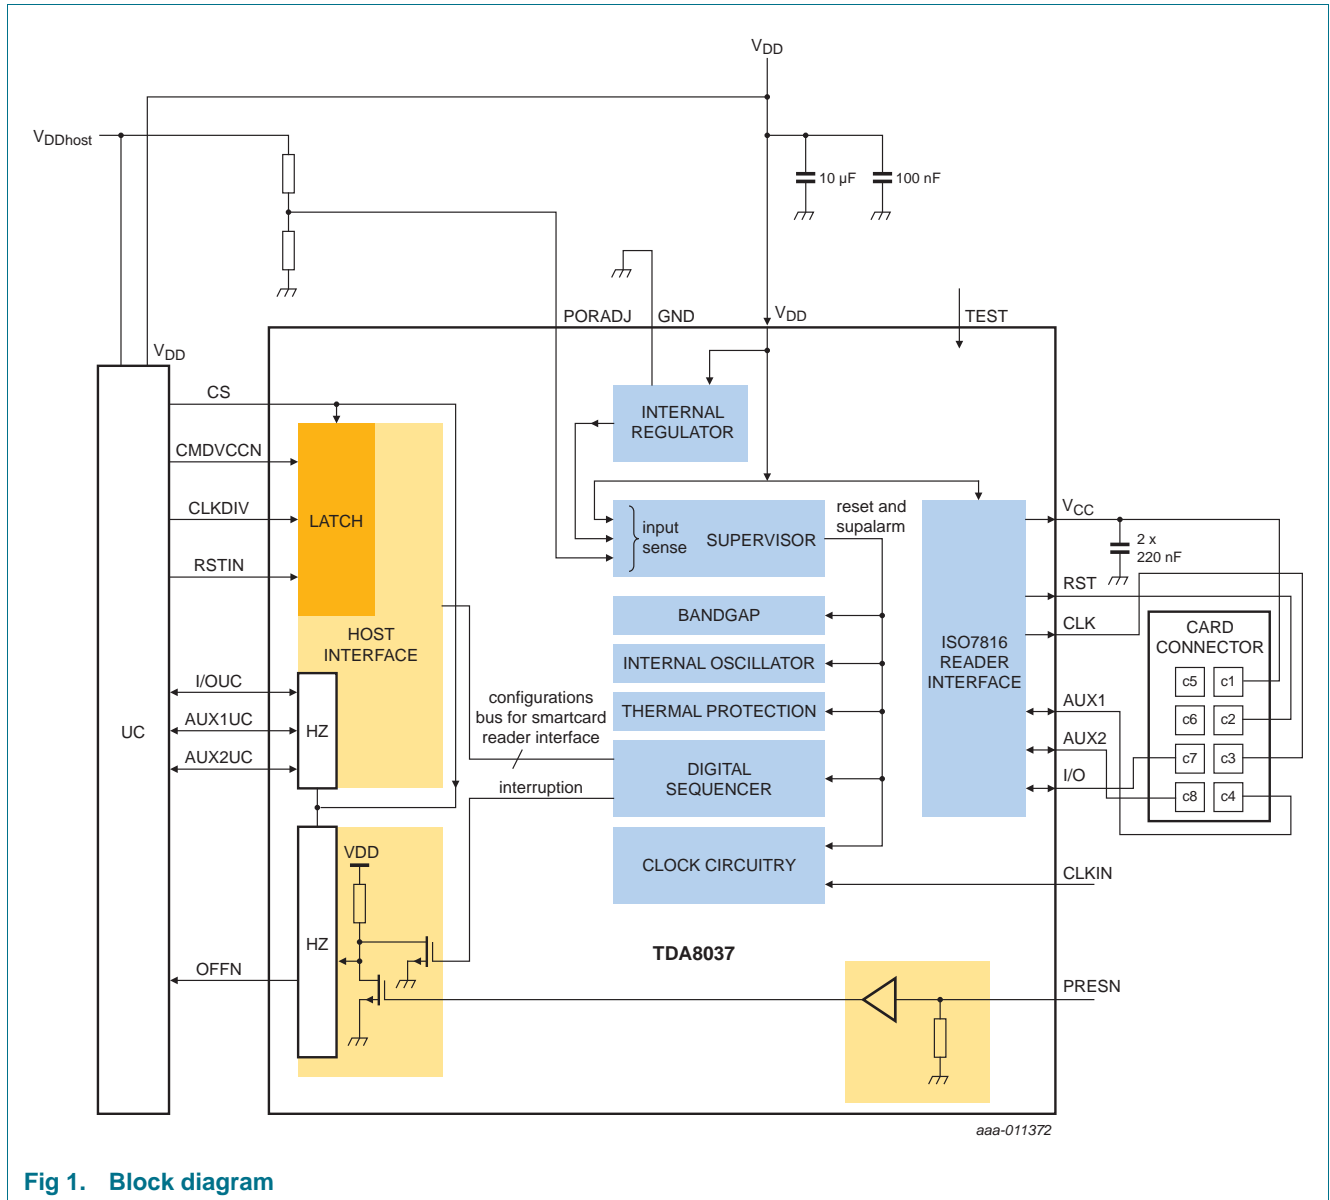 VDD
VDDhost
10 µF
100 nF
PORADJ
GND
VDD
TEST
VDD
CS
CMDVCCN
CLKDIV
RSTIN
I/OUC
AUX1UC
AUX2UC
OFFN
UC
LATCH
HOST
INTERFACE
HZ
HZ
VDD
INTERNAL
REGULATOR
input
sense
SUPERVISOR
reset and
supalarm
BANDGAP
INTERNAL OSCILLATOR
THERMAL PROTECTION
configurations
bus for smartcard
reader interface
DIGITAL
SEQUENCER
interruption
CLOCK CIRCUITRY
TDA8037
ISO7816
READER
INTERFACE
VCC
2 x
220 nF
RST
CLK
AUX1
AUX2
I/O
CLKIN
PRESN
CARD
CONNECTOR
c5 c1
c6 c2
c7 c3
c8 c4
aaa-011372
Fig 1. Block diagram